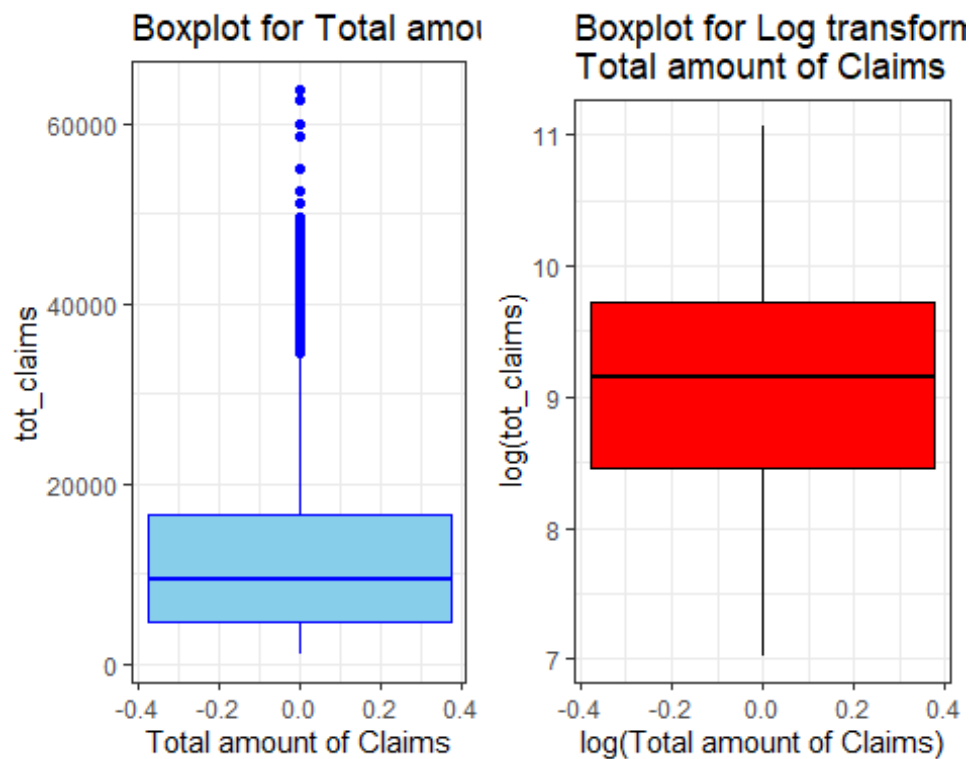 Boxplot for Total amou
60000
40000
20000
0
tot_claims
-0.4 -0.2 0.0 0.2 0.4
Total amount of Claims
Boxplot for Log transform
Total amount of Claims
11
10
9
8
7
log(tot_claims)
-0.4 -0.2 0.0 0.2 0.4
log(Total amount of Claims)